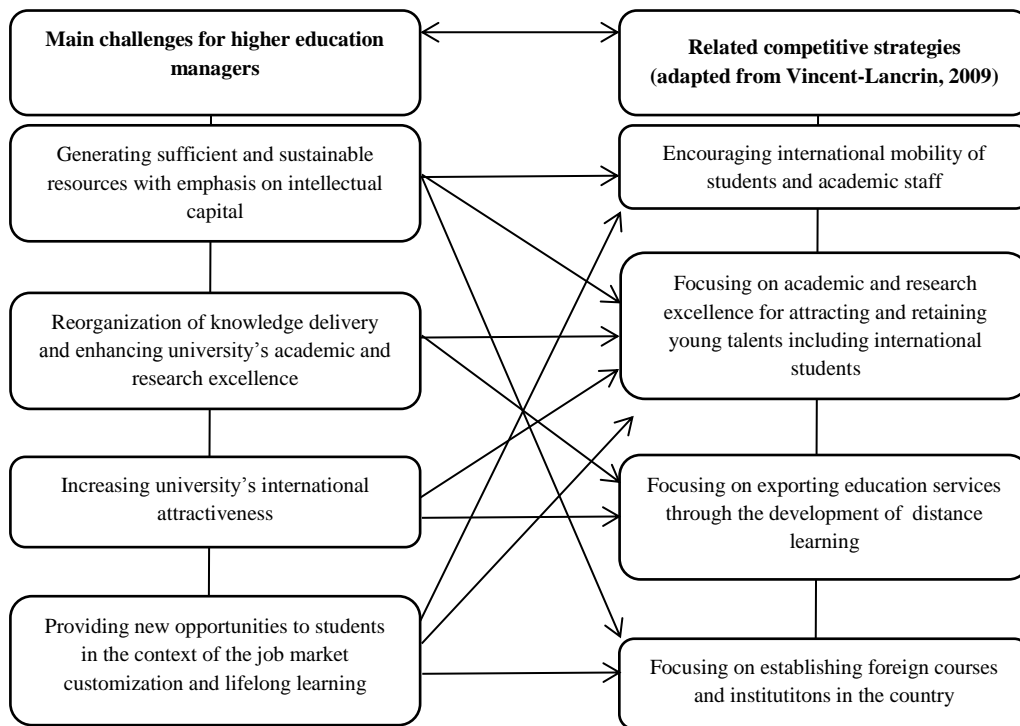 Main challenges for higher education
managers
Related competitive strategies
(adapted from Vincent-Lancrin, 2009)
Generating sufficient and sustainable
resources with emphasis on intellectual
capital
Encouraging international mobility of
students and academic staff
Reorganization of knowledge delivery
and enhancing university's academic and
research excellence
Focusing on academic and research
excellence for attracting and retaining
young talents including international
students
Increasing university's international
attractiveness
Focusing on exporting education services
through the development of distance
learning
Providing new opportunities to students
in the context of the job market
customization and lifelong learning
Focusing on establishing foreign courses
and institutitons in the country